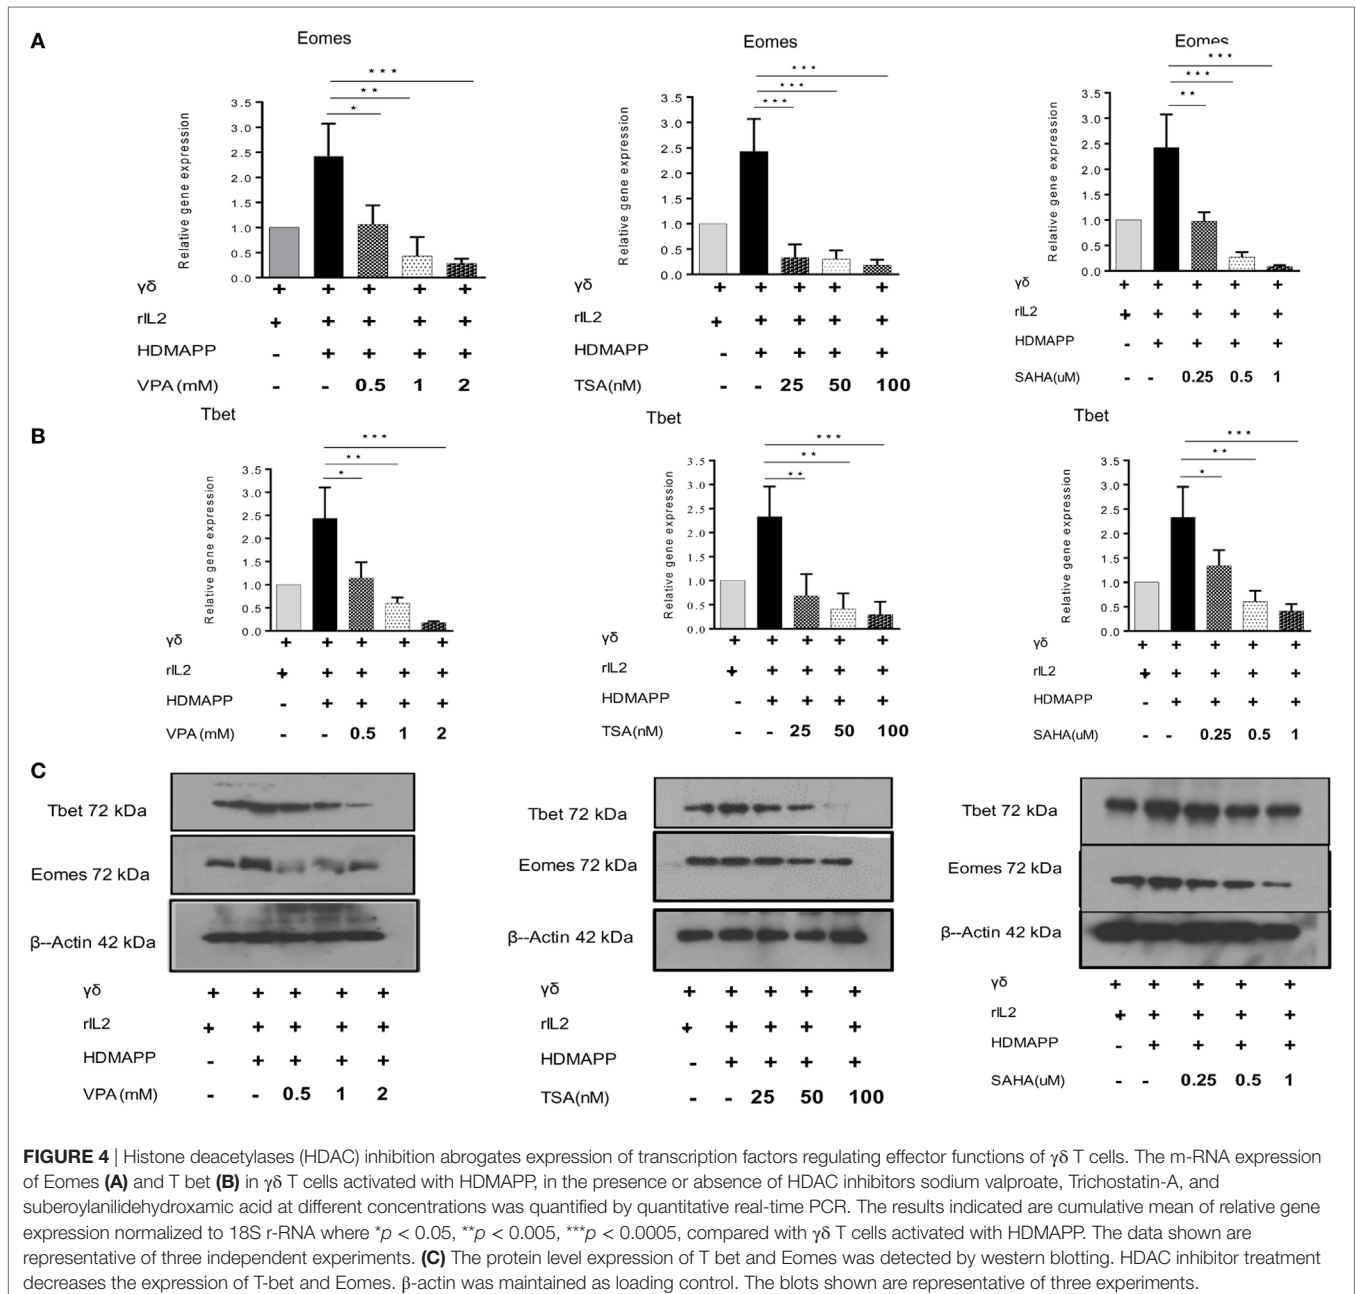 A
Eomes
Eomes
Eomes
* * *
* *
*
* * *
* * *
* * *
* * *
* * *
* *
Relative gene expression
3.5
3.0
2.5
2.0
1.5
1.0
0.5
0.0
Relative gene expression
3.5
3.0
2.5
2.0
1.5
1.0
0.5
0.0
Relative gene expression
3.5
3.0
2.5
2.0
1.5
1.0
0.5
0.0
γδ + + + + +
rIL2 + + + + +
HDMAPP - + + + +
VPA (mM) - - 0.5 1 2
γδ + + + + +
rIL2 + + + + +
HDMAPP - + + + +
TSA(nM) - - 25 50 100
γδ + + + + +
rIL2 + + + + +
HDMAPP - + + + +
SAHA(uM) - - 0.25 0.5 1
B
Tbet
Tbet
Tbet
* * *
* *
*
* * *
* *
* *
* * *
* *
*
Relative gene expression
3.5
3.0
2.5
2.0
1.5
1.0
0.5
0.0
Relative gene expression
3.5
3.0
2.5
2.0
1.5
1.0
0.5
0.0
Relative gene expression
3.5
3.0
2.5
2.0
1.5
1.0
0.5
0.0
γδ + + + + +
rIL2 + + + + +
HDMAPP - + + + +
VPA (mM) - - 0.5 1 2
γδ + + + + +
rIL2 + + + + +
HDMAPP - + + + +
TSA(nM) - - 25 50 100
γδ + + + + +
rIL2 + + + + +
HDMAPP - + + + +
SAHA(uM) - - 0.25 0.5 1
C
Tbet 72 kDa
Eomes 72 kDa
β--Actin 42 kDa
γδ + + + + +
rIL2 + + + + +
HDMAPP - + + + +
VPA (mM) - - 0.5 1 2
Tbet 72 kDa
Eomes 72 kDa
β--Actin 42 kDa
γδ + + + + +
rIL2 + + + + +
HDMAPP - + + + +
TSA(nM) - - 25 50 100
Tbet 72 kDa
Eomes 72 kDa
β--Actin 42 kDa
γδ + + + + +
rIL2 + + + + +
HDMAPP - + + + +
SAHA(uM) - - 0.25 0.5 1
FIGURE 4 | Histone deacetylases (HDAC) inhibition abrogates expression of transcription factors regulating effector functions of γδ T cells. The m-RNA expression
of Eomes (A) and T bet (B) in γδ T cells activated with HDMAPP, in the presence or absence of HDAC inhibitors sodium valproate, Trichostatin-A, and
suberoylanilidehydroxamic acid at different concentrations was quantified by quantitative real-time PCR. The results indicated are cumulative mean of relative gene
expression normalized to 18S r-RNA where *p < 0.05, **p < 0.005, ***p < 0.0005, compared with γδ T cells activated with HDMAPP. The data shown are
representative of three independent experiments. (C) The protein level expression of T bet and Eomes was detected by western blotting. HDAC inhibitor treatment
decreases the expression of T-bet and Eomes. β-actin was maintained as loading control. The blots shown are representative of three experiments.